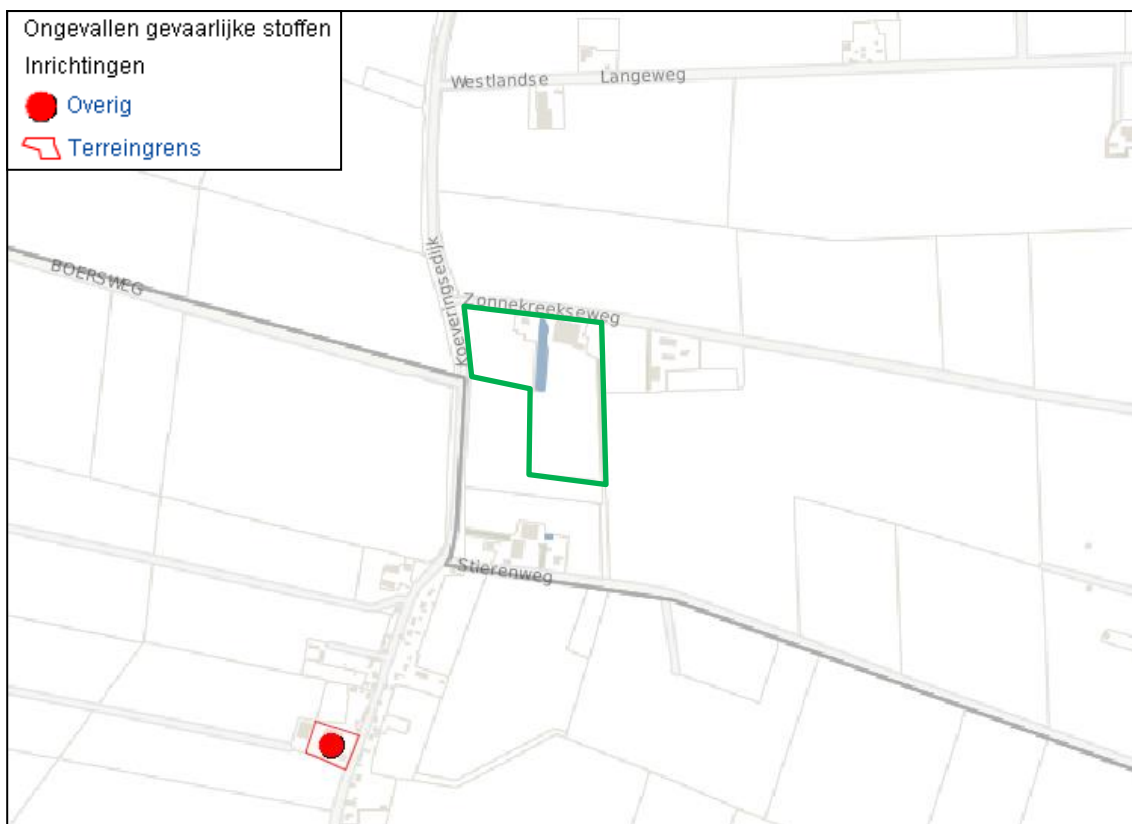 Ongevallen gevaarlijke stoffen
Inrichtingen
Overig
Terreingrens
Westlandse Langeweg
Koeveringsedijk
BOERSWEG
Zonnekreekseweg
Stierenweg